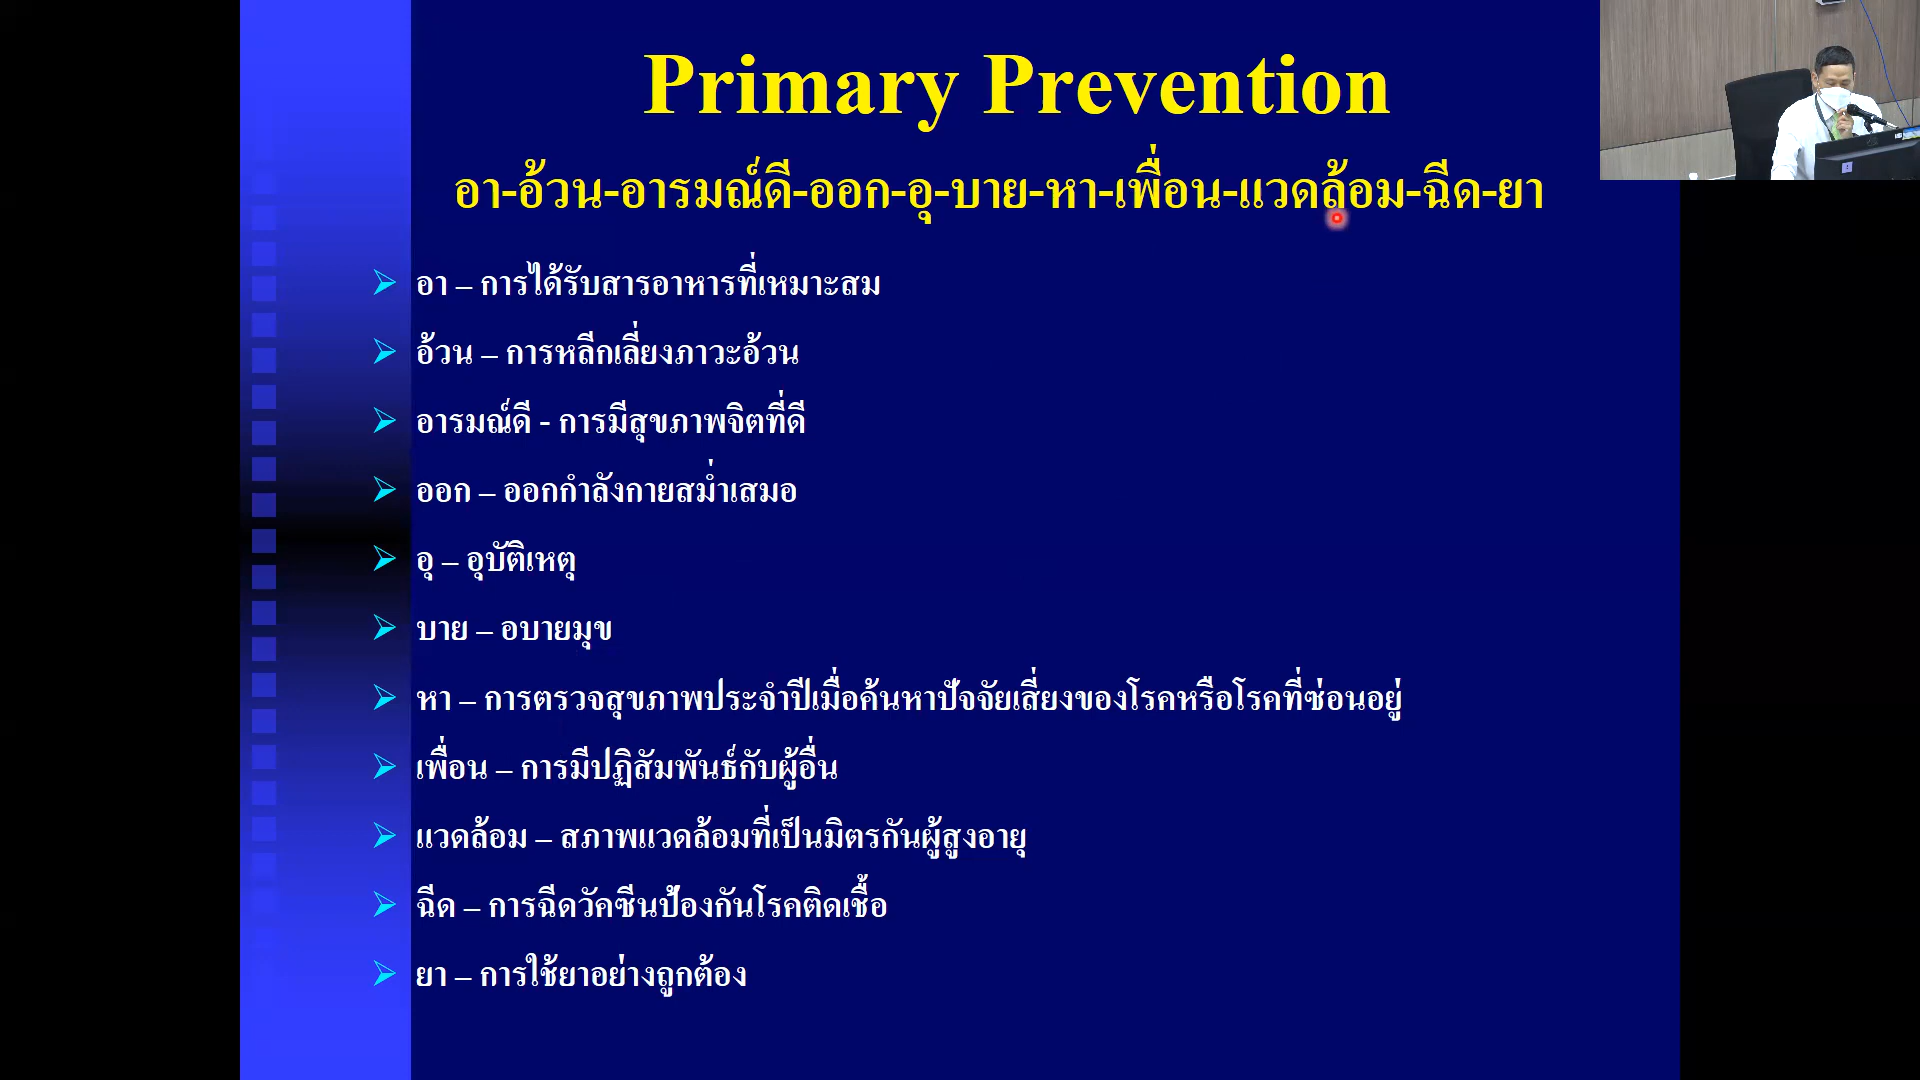 Primary Prevention
อา-อ้วน-อารมณ์ดี-ออก-อุ-บาย-หา-เพื่อน-แวดล้อม-ฉีด-ยา
อา – การได้รับสารอาหารที่เหมาะสม
อ้วน – การหลีกเลี่ยงภาวะอ้วน
อารมณ์ดี - การมีสุขภาพจิตที่ดี
ออก – ออกกำลังกายสม่ำเสมอ
อุ – อุบัติเหตุ
บาย – อบายมุข
หา – การตรวจสุขภาพประจำปีเมื่อค้นหาปัจจัยเสี่ยงของโรคหรือโรคที่ซ่อนอยู่
เพื่อน – การมีปฏิสัมพันธ์กับผู้อื่น
แวดล้อม – สภาพแวดล้อมที่เป็นมิตรกันผู้สูงอายุ
ฉีด – การฉีดวัคซีนป้องกันโรคติดเชื้อ
ยา – การใช้ยาอย่างถูกต้อง